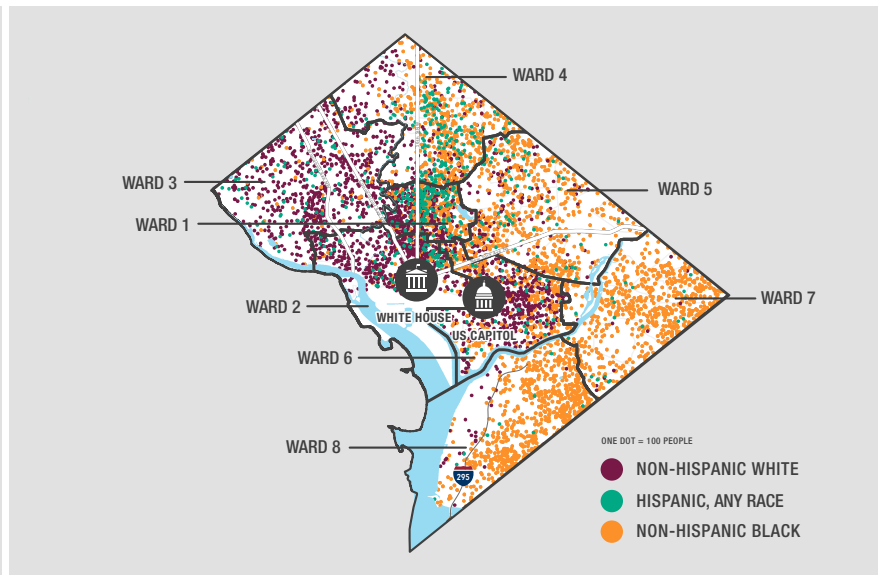 WARD 4
WARD 3
WARD 5
WARD 1
WARD 7
WARD 2
WHITE HOUSE
US CAPITOL
WARD 6
ONE DOT = 100 PEOPLE
WARD 8
NON-HISPANIC WHITE
295
HISPANIC, ANY RACE
NON-HISPANIC BLACK